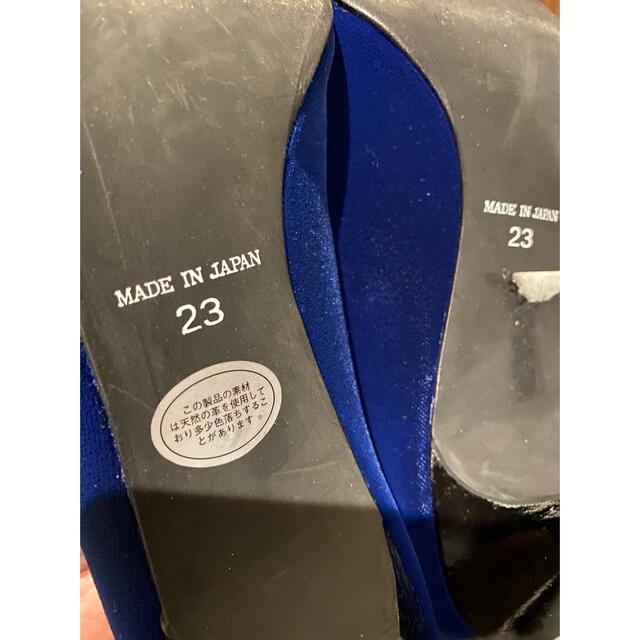 MADE IN JAPAN
23
この製品の素材
は天然の革を使用して
おり多少色落ちするこ
とがあります
MADE IN JAPAN
23